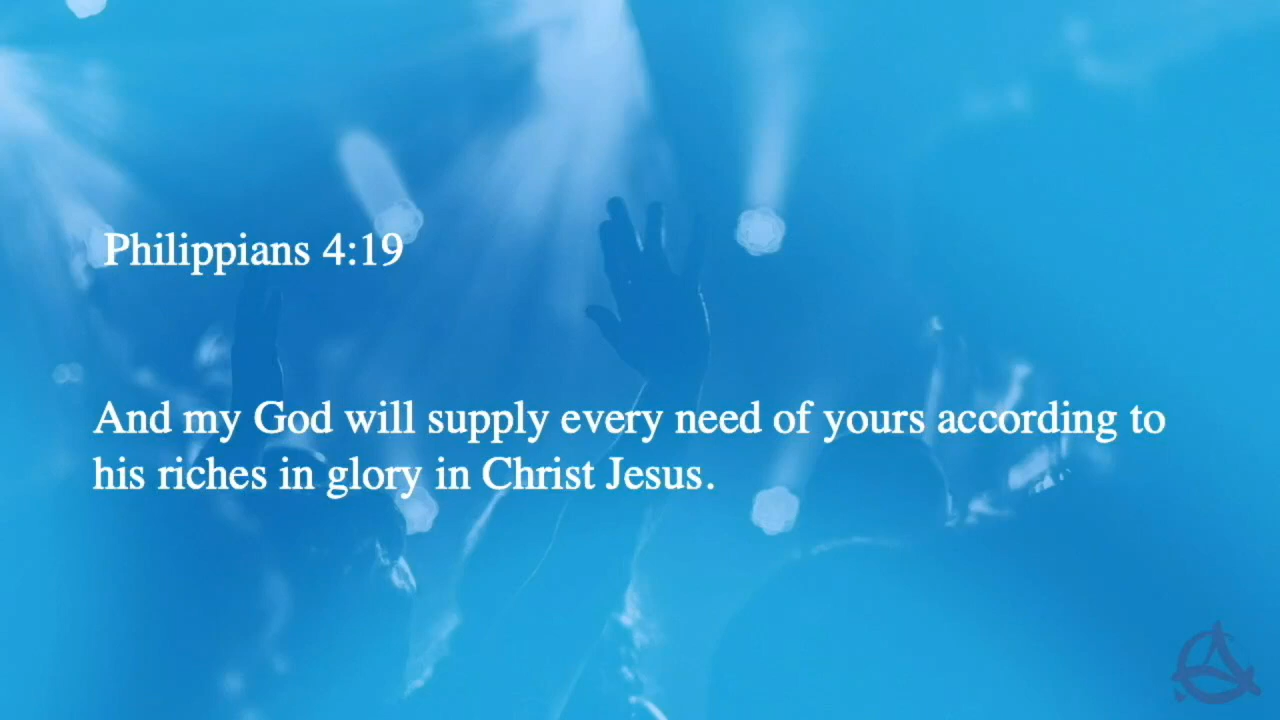 Philippians 4:19
And my God will supply every need of yours according to
his riches in glory in Christ Jesus.